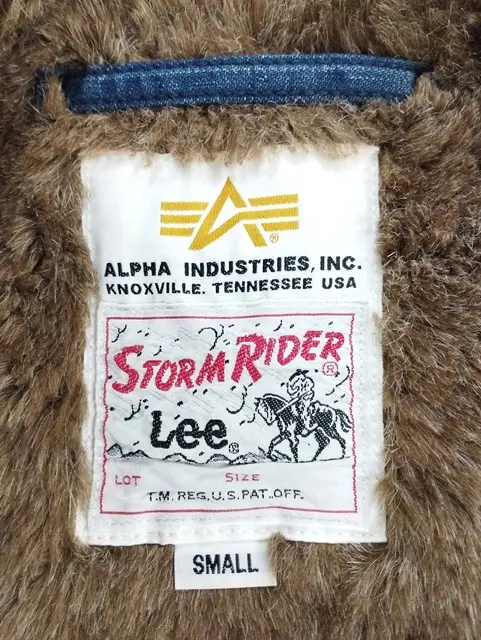 ®
ALPHA INDUSTRIES, INC.
KNOXVILLE. TENNESSEE USA
STORM RIDER ®
Lee ®
LOT SIZE
T.M. REG. U.S. PAT. OFF.
SMALL